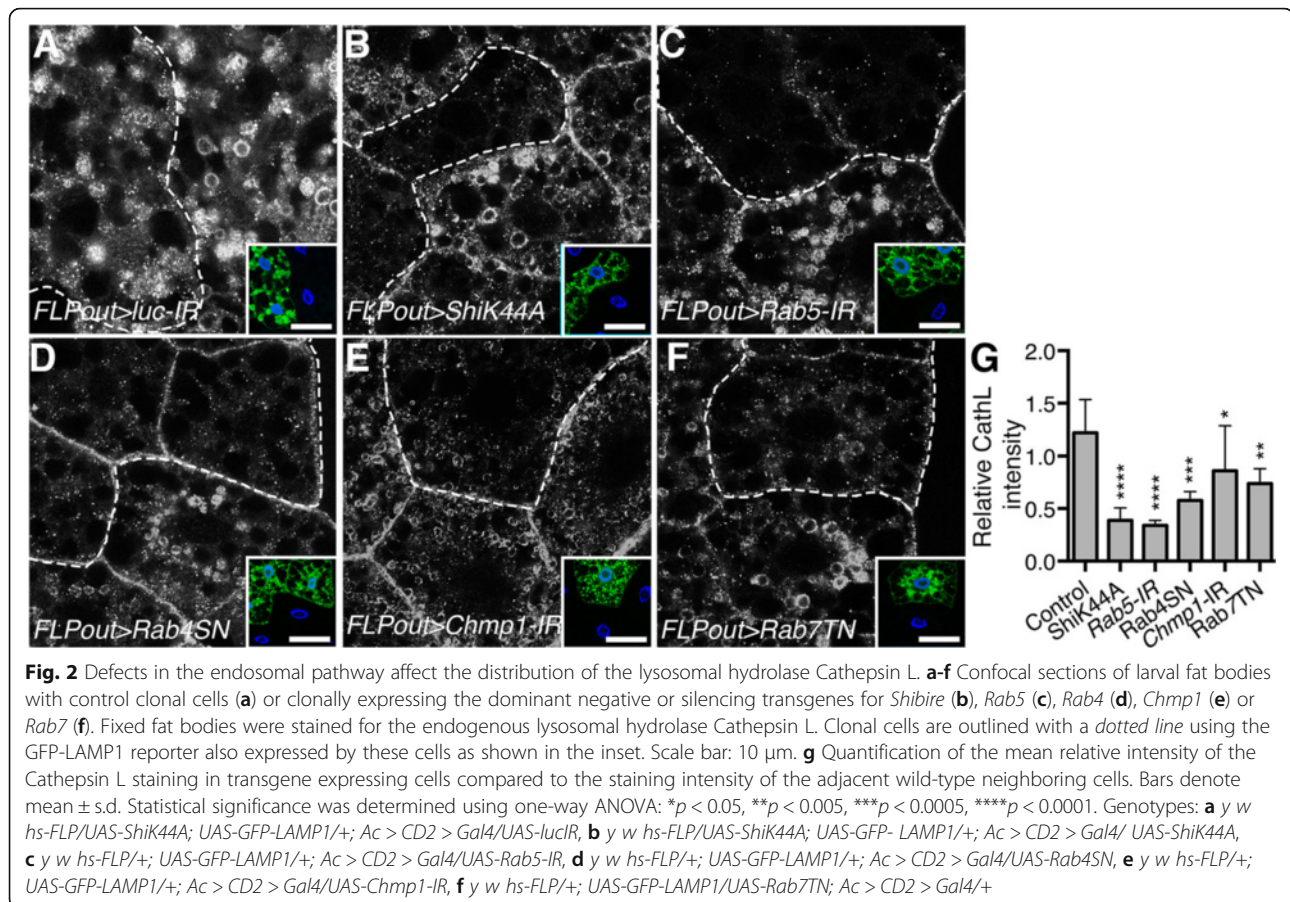 A
B
C
FLPout>luc-IR
FLPout>ShiK44A
FLPout>Rab5-IR
D
E
F
FLPout>Rab4SN
FLPout>Chmp1-IR
FLPout>Rab7TN
G
2.0
1.5
1.0
0.5
0.0
Relative CathL
intensity
****
****
***
*
**
Control
ShiK44A
Rab5-IR
Rab4SN
Chmp1-IR
Rab7TN
Fig. 2 Defects in the endosomal pathway affect the distribution of the lysosomal hydrolase Cathepsin L. a-f Confocal sections of larval fat bodies
with control clonal cells (a) or clonally expressing the dominant negative or silencing transgenes for Shibire (b), Rab5 (c), Rab4 (d), Chmp1 (e) or
Rab7 (f). Fixed fat bodies were stained for the endogenous lysosomal hydrolase Cathepsin L. Clonal cells are outlined with a dotted line using the
GFP-LAMP1 reporter also expressed by these cells as shown in the inset. Scale bar: 10 μm. g Quantification of the mean relative intensity of the
Cathepsin L staining in transgene expressing cells compared to the staining intensity of the adjacent wild-type neighboring cells. Bars denote
mean ± s.d. Statistical significance was determined using one-way ANOVA: *p < 0.05, **p < 0.005, ***p < 0.0005, ****p < 0.0001. Genotypes: a y w
hs-FLP/UAS-ShiK44A; UAS-GFP-LAMP1/+; Ac > CD2 > Gal4/UAS-lucIR, b y w hs-FLP/UAS-ShiK44A; UAS-GFP- LAMP1/+; Ac > CD2 > Gal4/ UAS-ShiK44A,
c y w hs-FLP/+; UAS-GFP-LAMP1/+; Ac > CD2 > Gal4/UAS-Rab5-IR, d y w hs-FLP/+; UAS-GFP-LAMP1/+; Ac > CD2 > Gal4/UAS-Rab4SN, e y w hs-FLP/+;
UAS-GFP-LAMP1/+; Ac > CD2 > Gal4/UAS-Chmp1-IR, f y w hs-FLP/+; UAS-GFP-LAMP1/UAS-Rab7TN; Ac > CD2 > Gal4/+